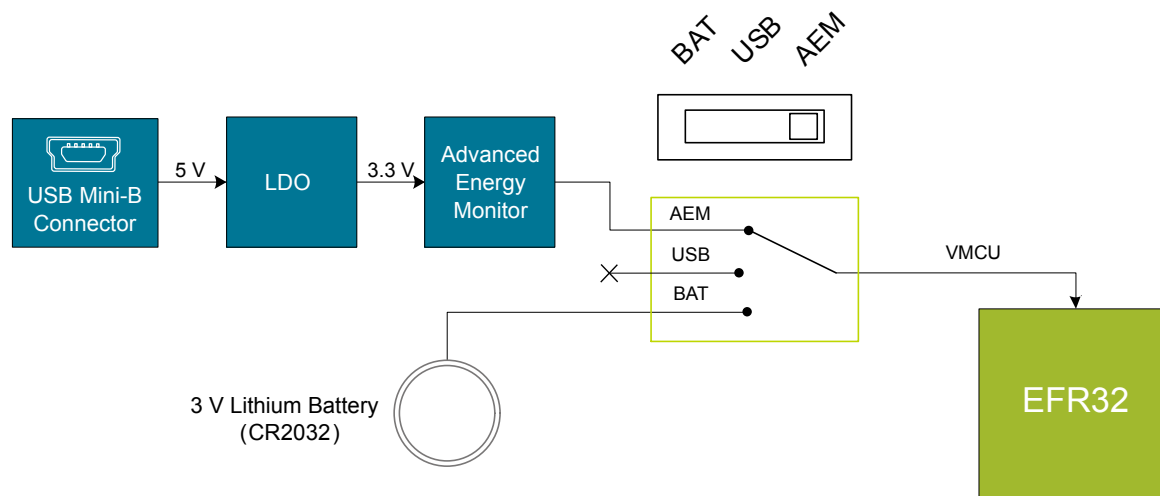 BAT
USB
AEM
USB Mini-B
Connector
5 V
LDO
3.3 V
Advanced
Energy
Monitor
AEM
USB
BAT
VMCU
3 V Lithium Battery
(CR2032)
EFR32